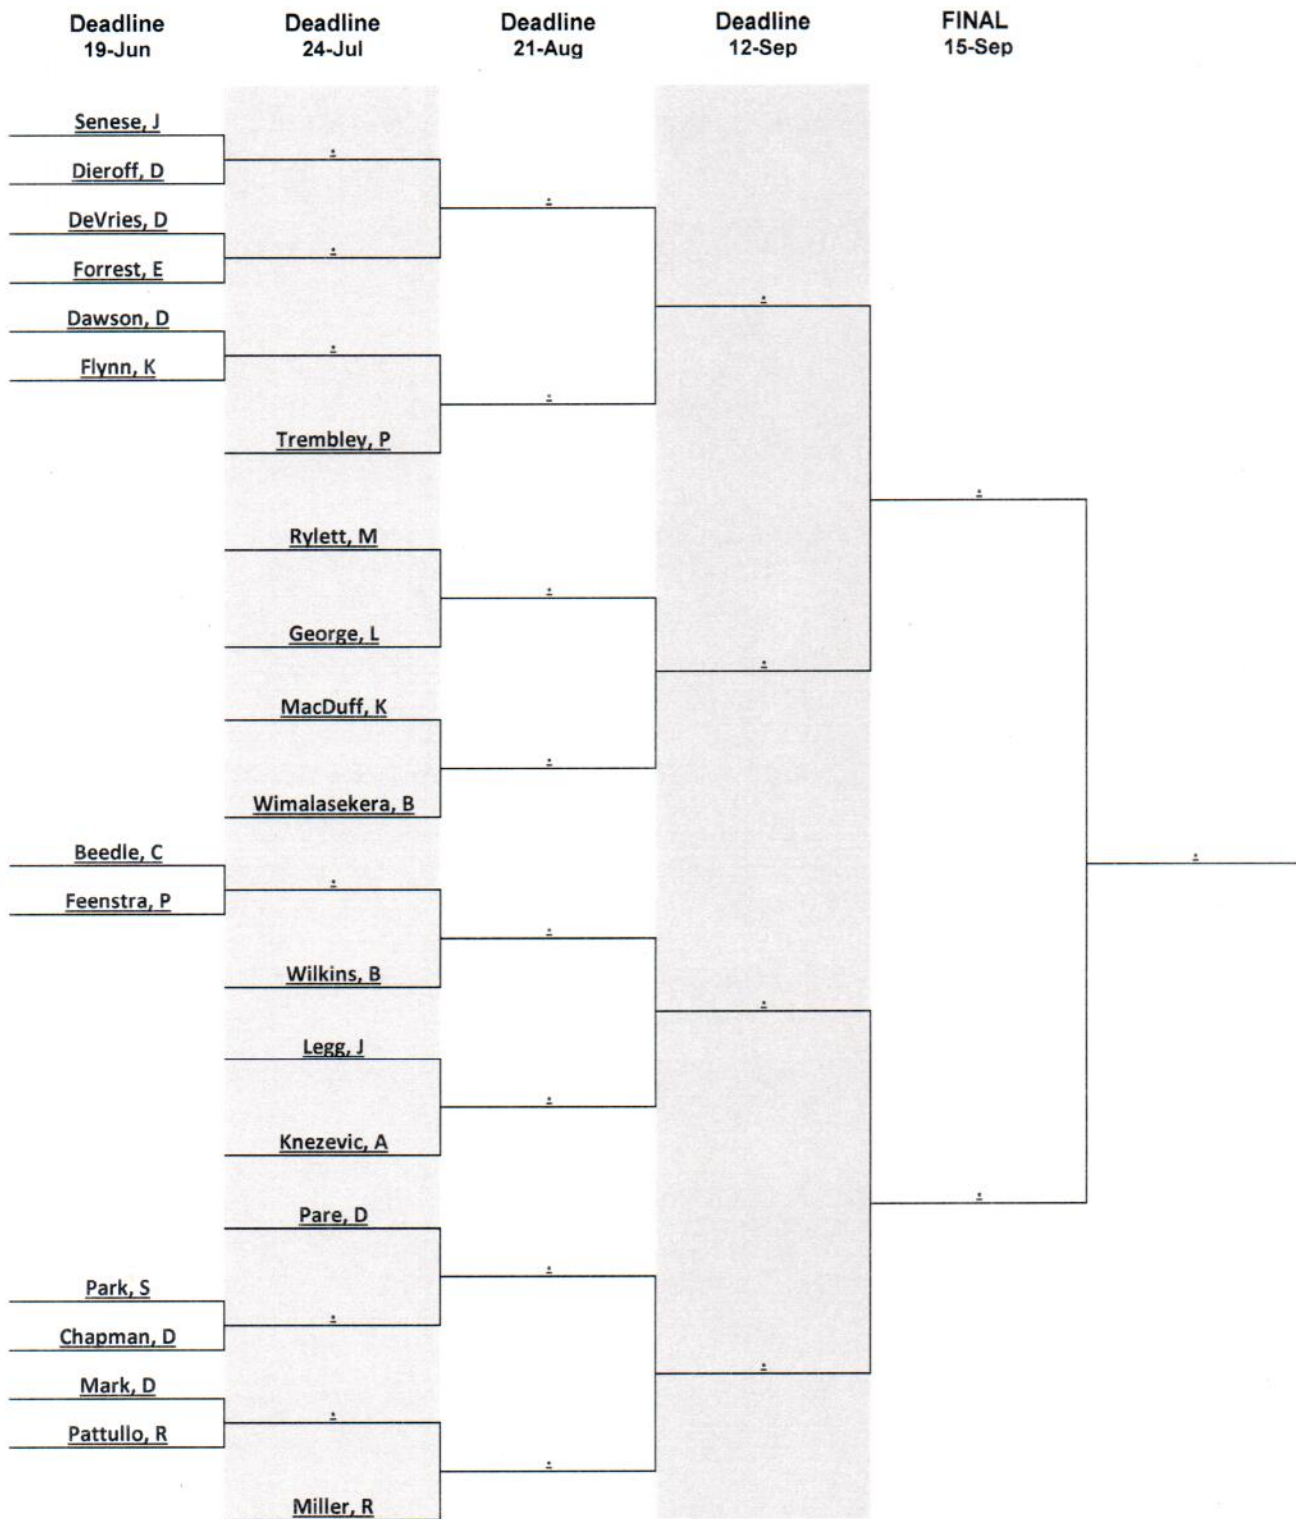 Deadline Deadline Deadline Deadline FINAL
19-Jun 24-Jul 21-Aug 12-Sep 15-Sep
Senese, J
Dieroff, D
DeVries, D
Forrest, E
Dawson, D
Flynn, K
Trembley, P
Rylett, M
George, L
MacDuff, K
Wimalasekera, B
Beedle, C
Feenstra, P
Wilkins, B
Legg, J
Knezevic, A
Pare, D
Park, S
Chapman, D
Mark, D
Pattullo, R
Miller, R